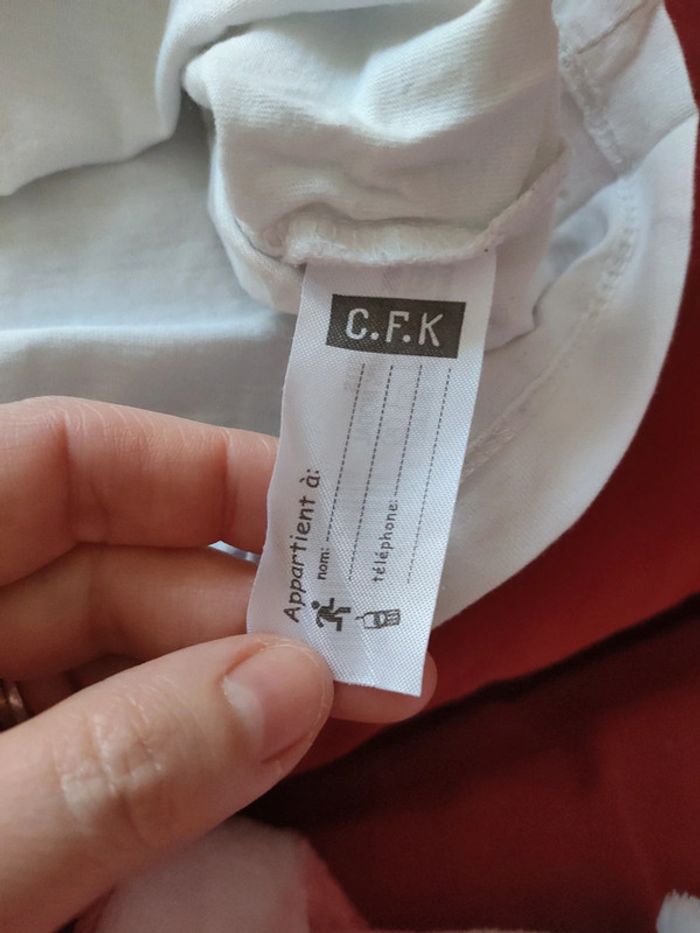 C.F.K
Appartient à:
nom:
téléphone: